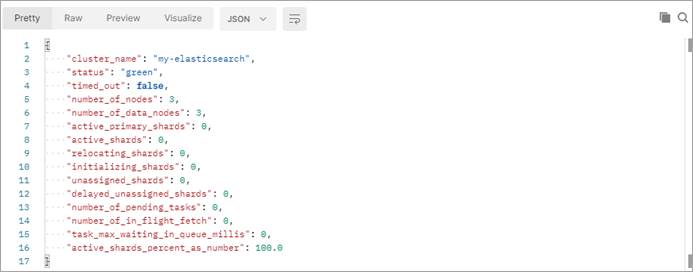 Pretty Raw Preview Visualize JSON
1 {
2 "cluster_name": "my-elasticsearch",
3 "status": "green",
4 "timed_out": false,
5 "number_of_nodes": 3,
6 "number_of_data_nodes": 3,
7 "active_primary_shards": 0,
8 "active_shards": 0,
9 "relocating_shards": 0,
10 "initializing_shards": 0,
11 "unassigned_shards": 0,
12 "delayed_unassigned_shards": 0,
13 "number_of_pending_tasks": 0,
14 "number_of_in_flight_fetch": 0,
15 "task_max_waiting_in_queue_millis": 0,
16 "active_shards_percent_as_number": 100.0
17 }